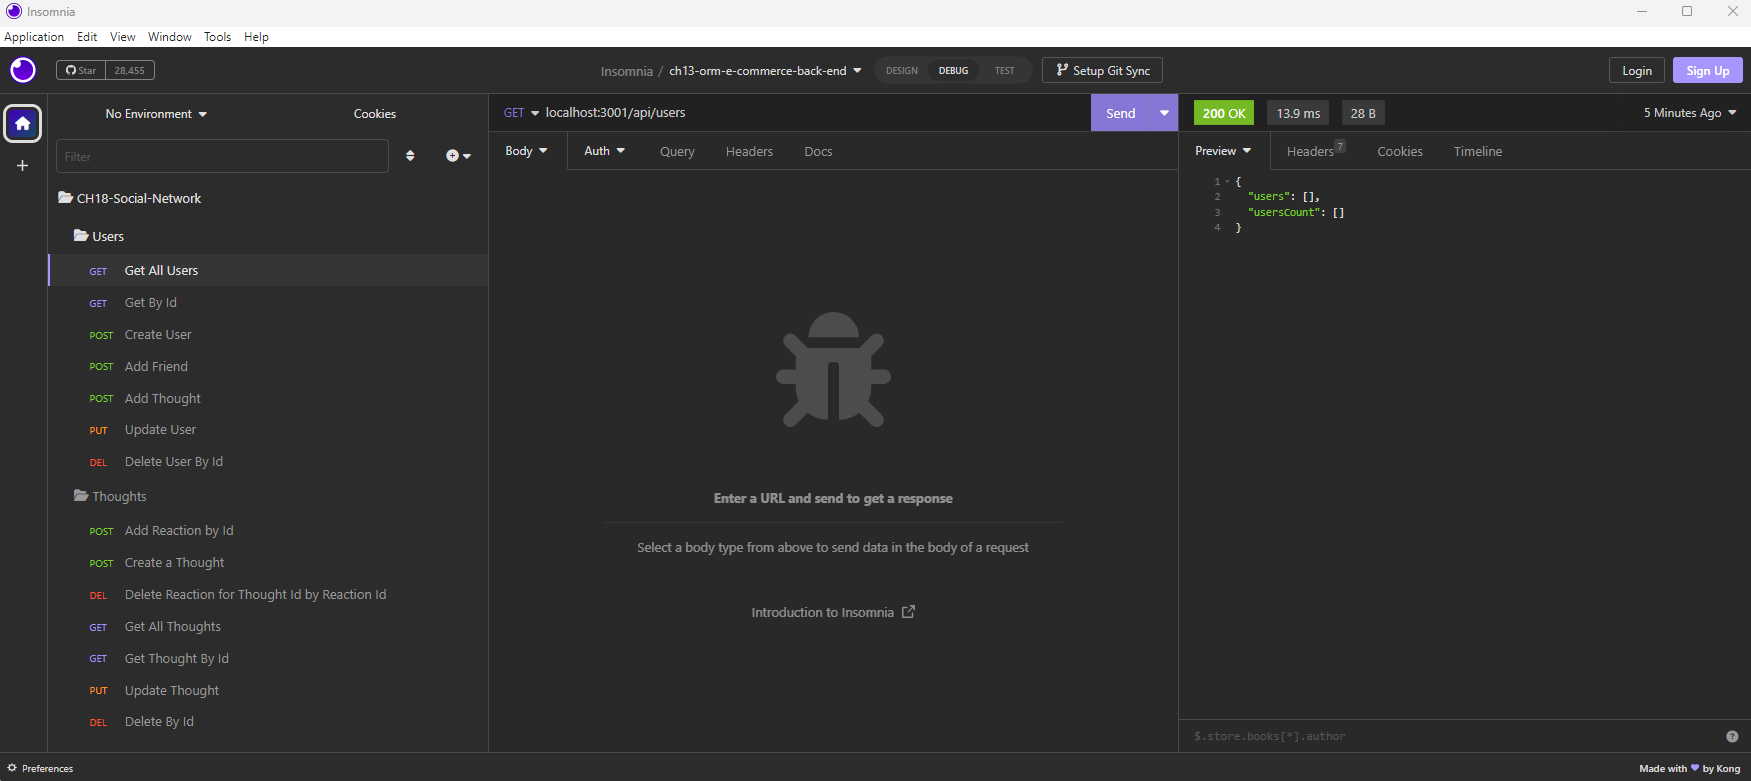 Insomnia
Application Edit View Window Tools Help
Star 28,455
Insomnia / ch13-orm-e-commerce-back-end
DESIGN DEBUG TEST
Setup Git Sync
Login
Sign Up
No Environment
Cookies
Filter
CH18-Social-Network
Users
GET Get All Users
GET Get By Id
POST Create User
POST Add Friend
POST Add Thought
PUT Update User
DEL Delete User By Id
Thoughts
POST Add Reaction by Id
POST Create a Thought
DEL Delete Reaction for Thought Id by Reaction Id
GET Get All Thoughts
GET Get Thought By Id
PUT Update Thought
DEL Delete By Id
GET localhost:3001/api/users
Send
Body Auth Query Headers Docs
Enter a URL and send to get a response
Select a body type from above to send data in the body of a request
Introduction to Insomnia
200 OK 13.9 ms 28 B
5 Minutes Ago
Preview Headers 7 Cookies Timeline
1 {
2 "users": [],
3 "usersCount": []
4 }
$.store.books[*].author
?
Preferences
Made with by Kong